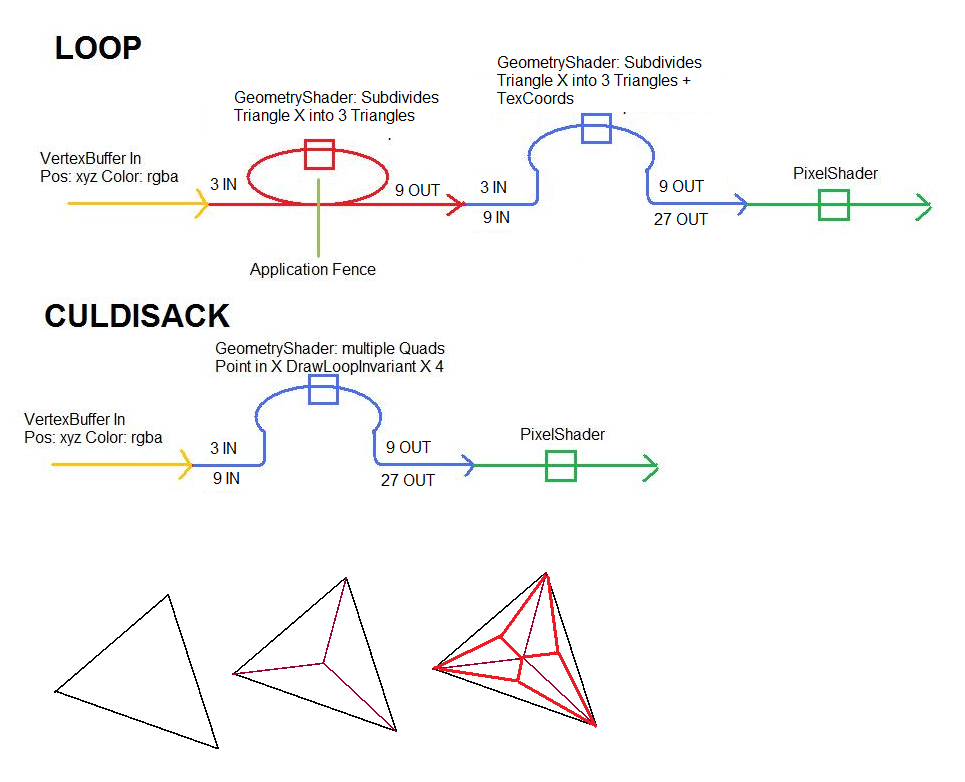 LOOP
GeometryShader: Subdivides
Triangle X into 3 Triangles +
TexCoords
GeometryShader: Subdivides
Triangle X into 3 Triangles
VertexBuffer In
Pos: xyz Color: rgba
3 IN
9 OUT
3 IN
9 IN
9 OUT
27 OUT
PixelShader
Application Fence
CULDISACK
GeometryShader: multiple Quads
Point in X DrawLoopInvariant X 4
VertexBuffer In
Pos: xyz Color: rgba
3 IN
9 IN
9 OUT
27 OUT
PixelShader